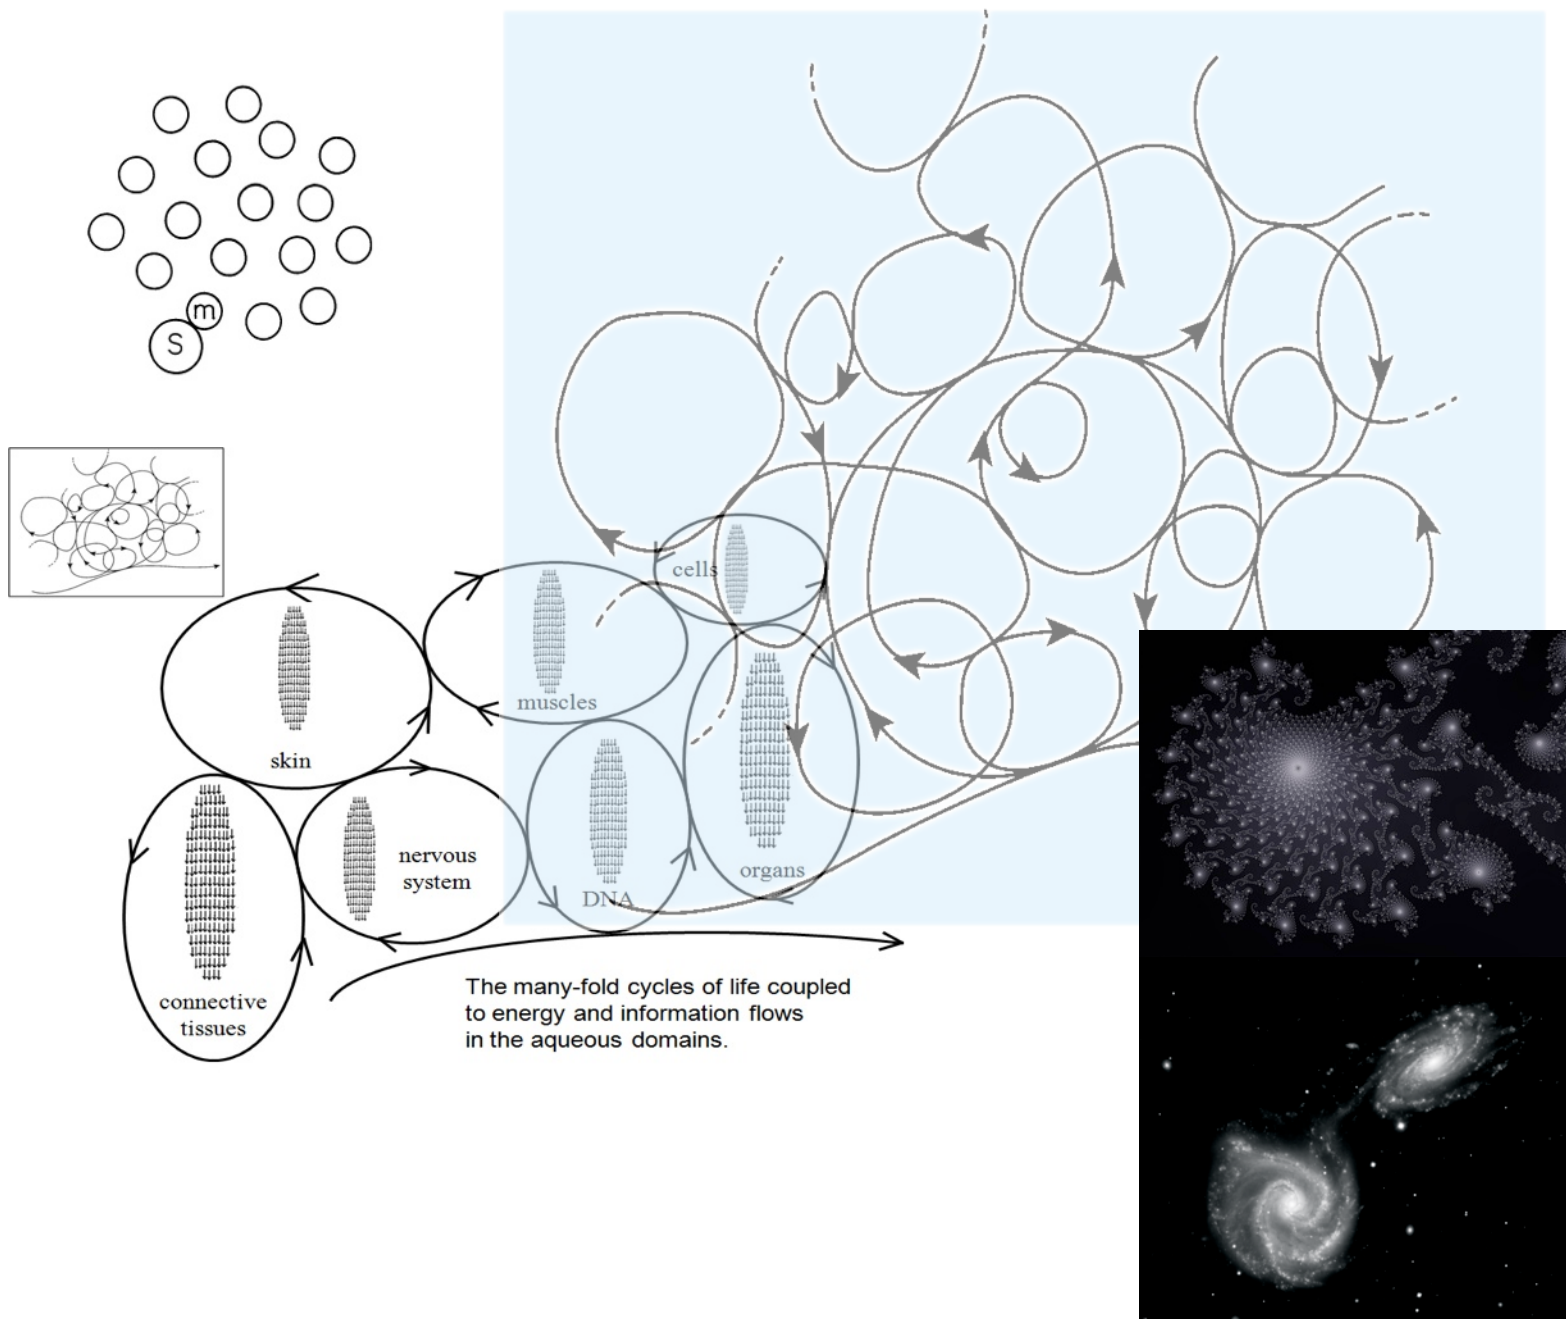 m
S
cells
muscles
skin
nervous
system
organs
DNA
connective
tissues
The many-fold cycles of life coupled
to energy and information flows
in the aqueous domains.